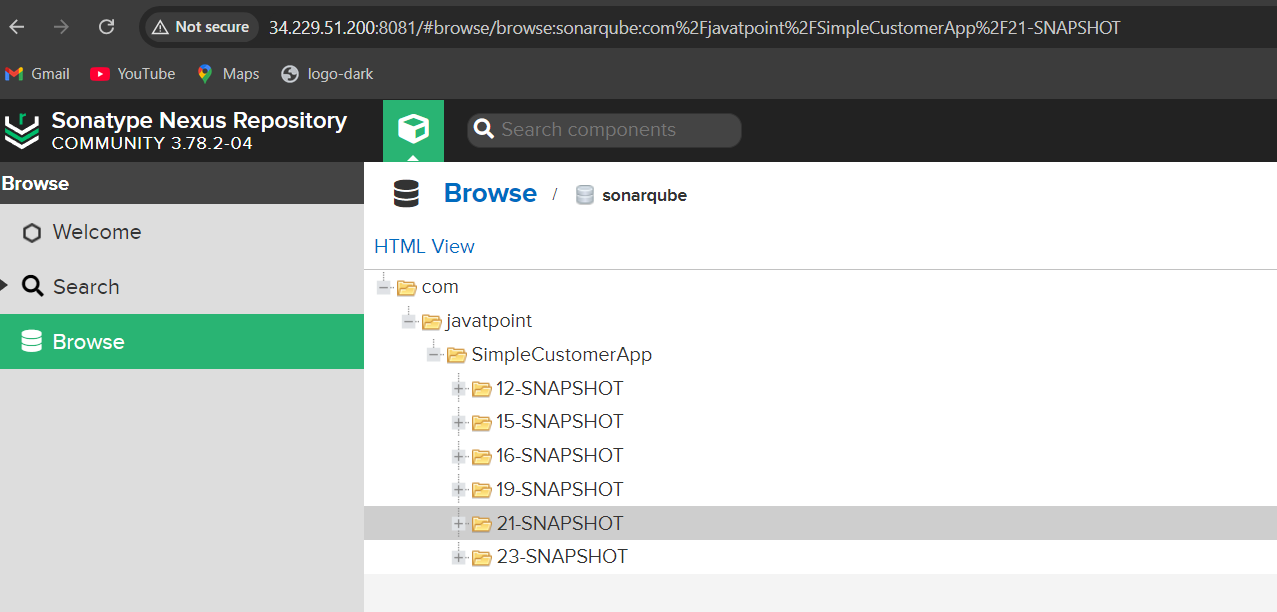 Not secure 34.229.51.200:8081/#browse/browse:sonarqube:com%2Fjavatpoint%2FSimpleCustomerApp%2F21-SNAPSHOT
Gmail YouTube Maps logo-dark
Sonatype Nexus Repository
COMMUNITY 3.78.2-04
Search components
Browse
Welcome
Search
Browse
Browse / sonarqube
HTML View
com
javatpoint
SimpleCustomerApp
12-SNAPSHOT
15-SNAPSHOT
16-SNAPSHOT
19-SNAPSHOT
21-SNAPSHOT
23-SNAPSHOT